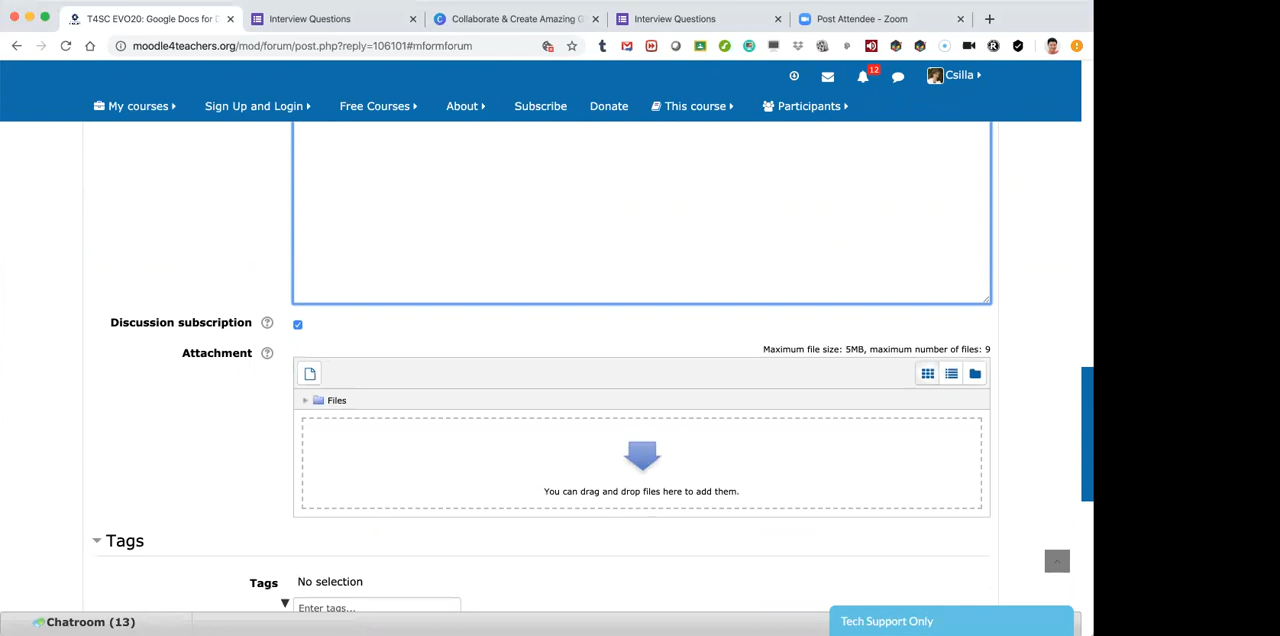 T4SC EVO20: Google Docs for D
Interview Questions
Collaborate & Create Amazing G
Interview Questions
Post Attendee - Zoom
moodle4teachers.org/mod/forum/post.php?reply=106101#mformforum
12
Csilla
My courses
Sign Up and Login
Free Courses
About
Subscribe
Donate
This course
Participants
Discussion subscription
Attachment
Maximum file size: 5MB, maximum number of files: 9
Files
You can drag and drop files here to add them.
Tags
Tags
No selection
Enter tags...
Chatroom (13)
Tech Support Only